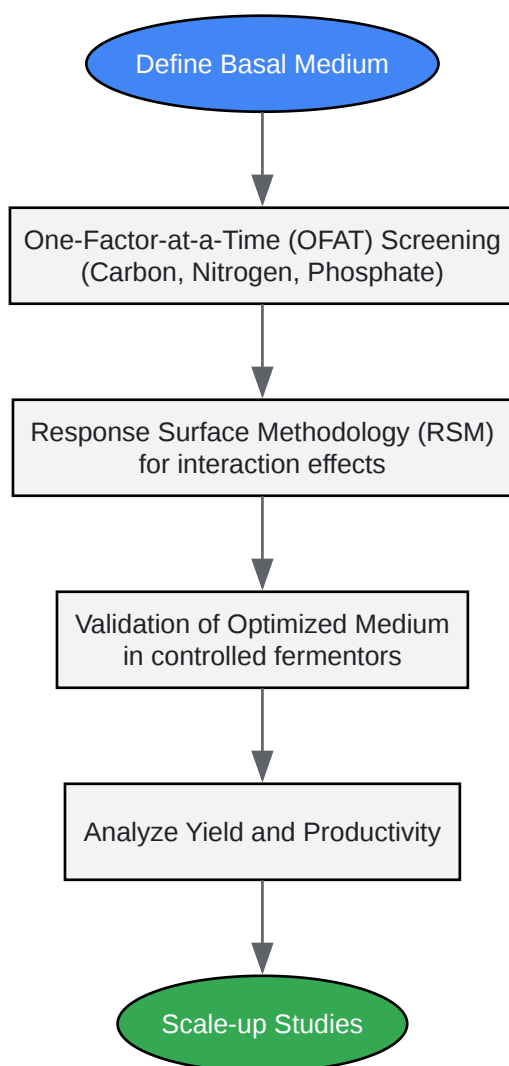 Define Basal Medium
One-Factor-at-a-Time (OFAT) Screening
(Carbon, Nitrogen, Phosphate)
Response Surface Methodology (RSM)
for interaction effects
Validation of Optimized Medium
in controlled fermentors
Analyze Yield and Productivity
Scale-up Studies